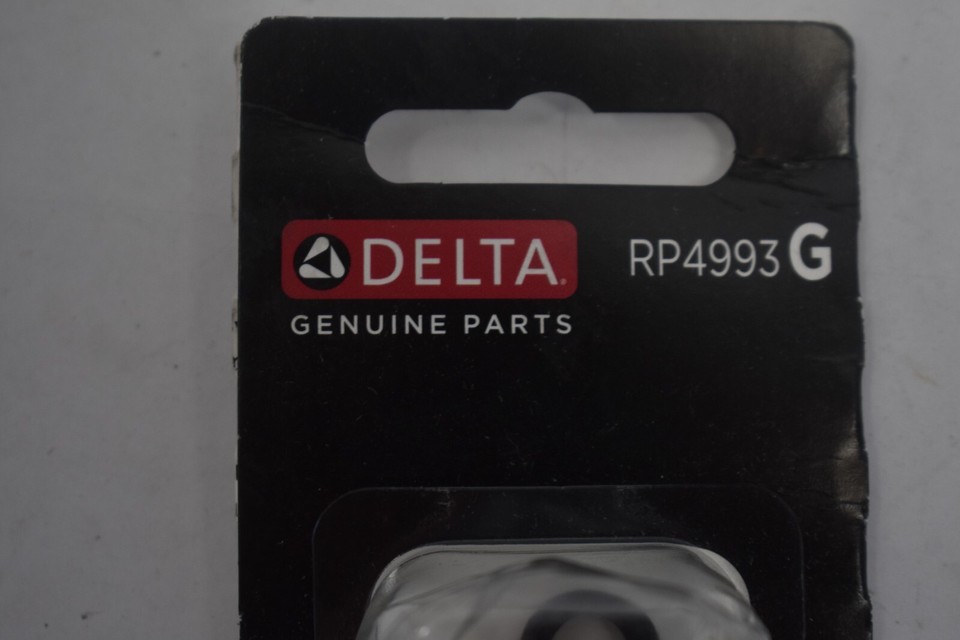 DELTA
RP4993 G
GENUINE PARTS